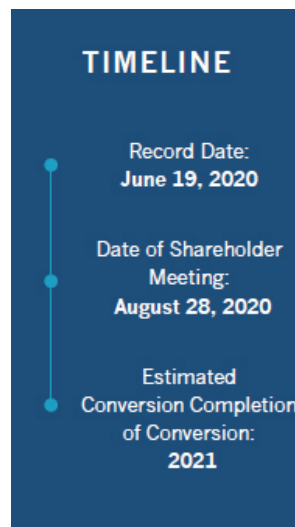 TIMELINE
Record Date:
June 19, 2020
Date of Shareholder
Meeting:
August 28, 2020
Estimated
Conversion Completion
of Conversion:
2021